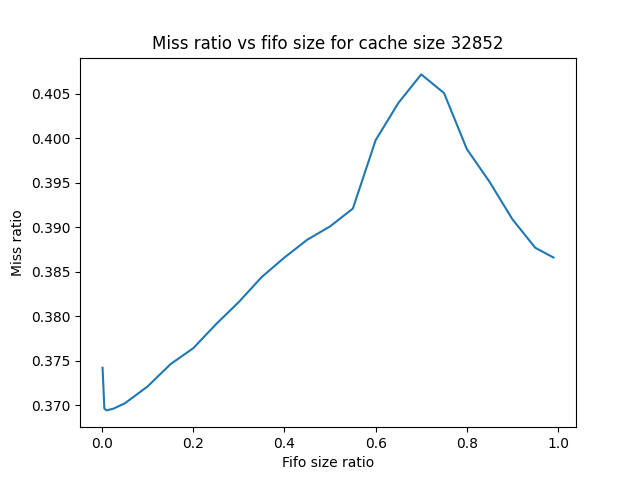 Miss ratio vs fifo size for cache size 32852
0.405
0.400
0.395
0.390
0.385
0.380
0.375
0.370
Miss ratio
0.0 0.2 0.4 0.6 0.8 1.0
Fifo size ratio